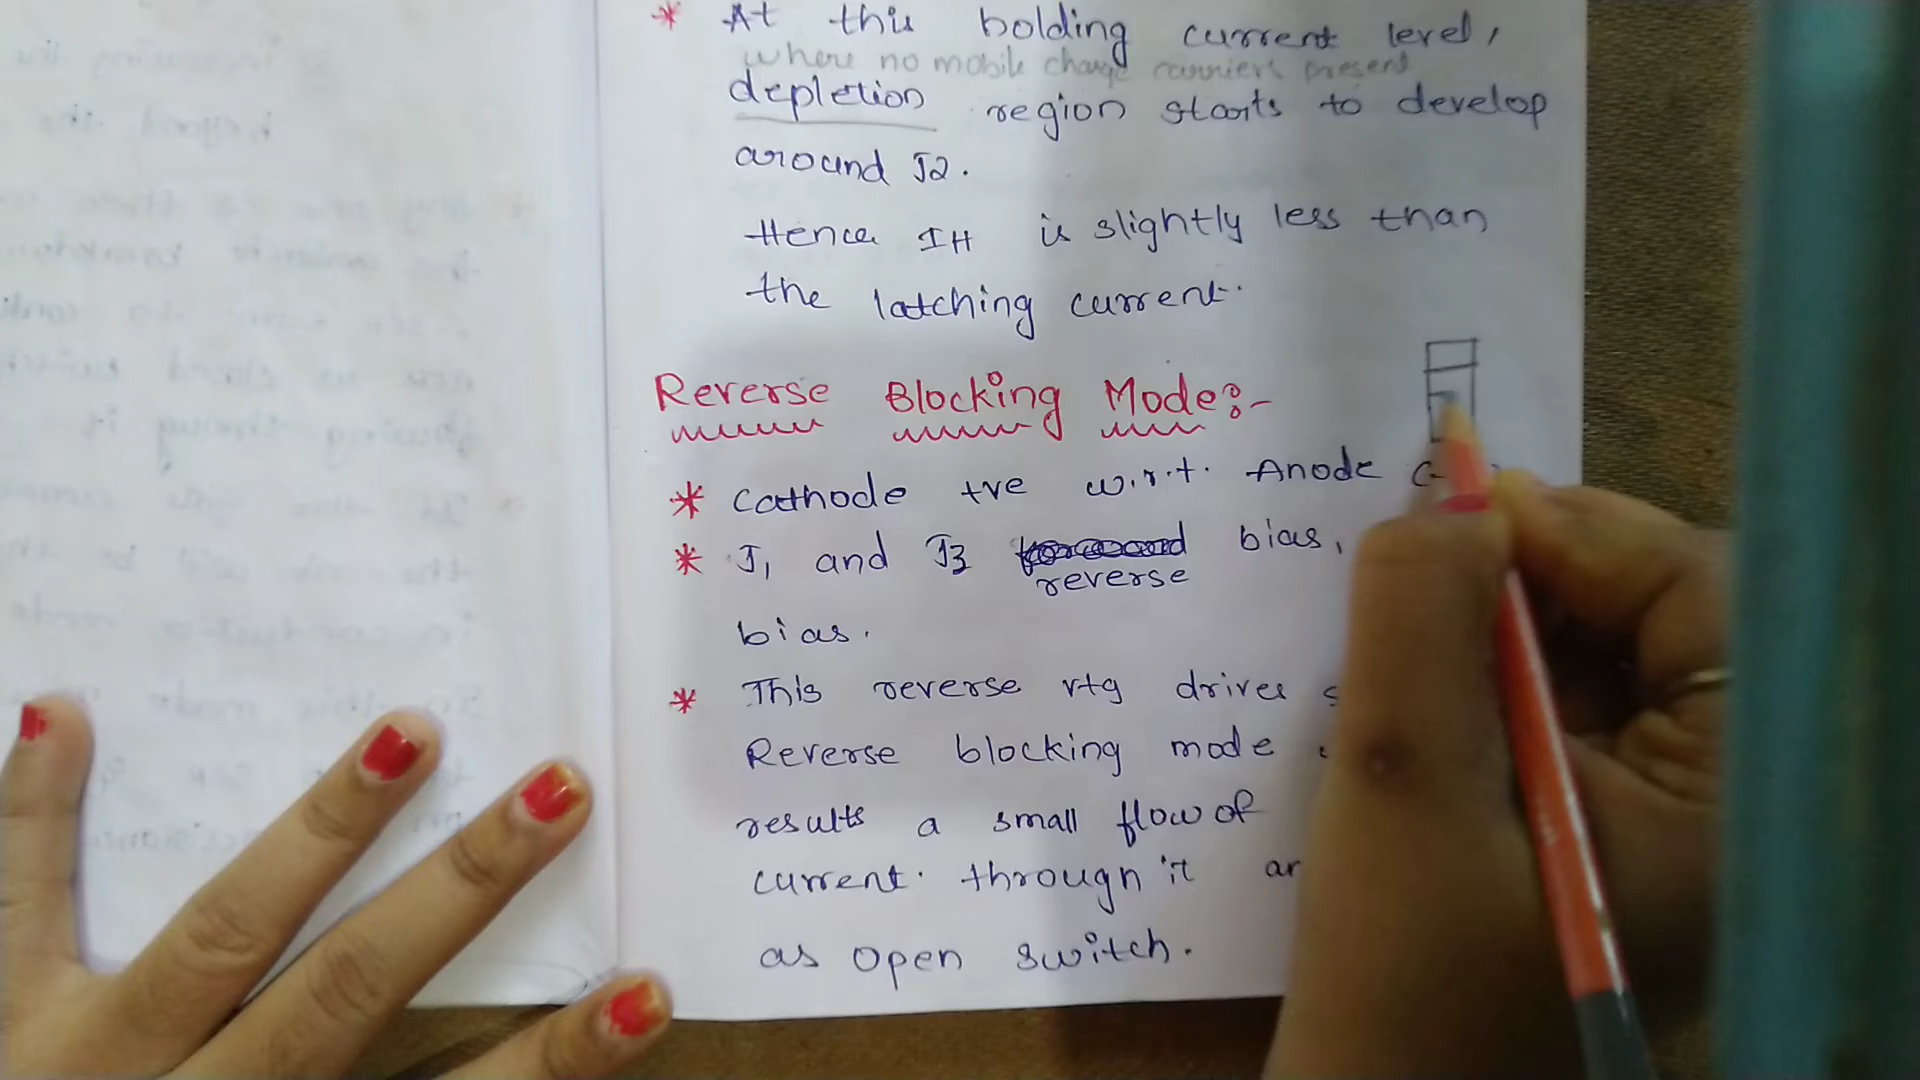 * At this holding current level,
where no mobile charge carriers present
depletion region starts to develop
around J2.
Hence IH is slightly less than
the latching current.
Reverse Blocking Mode:-
* Cathode +ve w.r.t. Anode
* J1 and J3 reverse bias,
bias.
* This reverse vtg drives
Reverse blocking mode
results a small flow of
current. through it
as open switch.